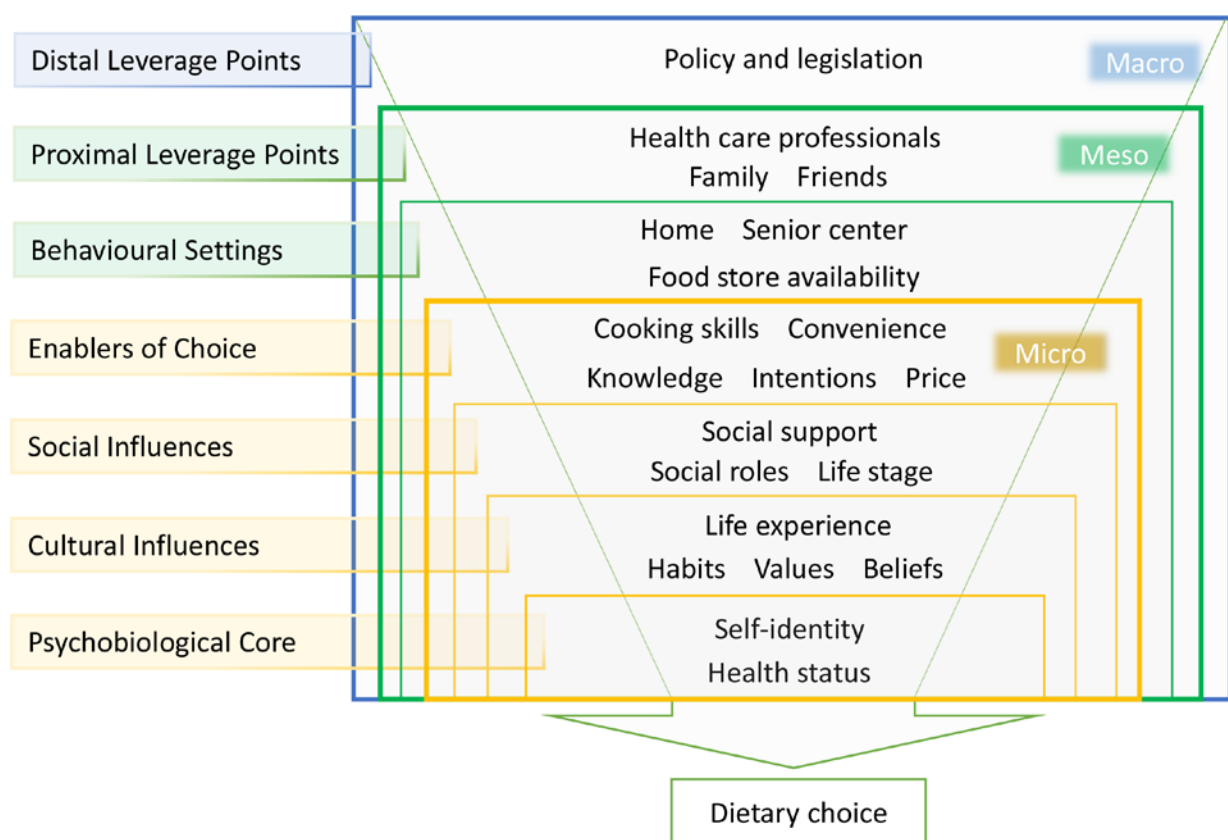 Distal Leverage Points
Policy and legislation
Macro
Proximal Leverage Points
Health care professionals
Meso
Family Friends
Behavioural Settings
Home Senior center
Food store availability
Enablers of Choice
Cooking skills Convenience
Micro
Knowledge Intentions Price
Social Influences
Social support
Social roles Life stage
Cultural Influences
Life experience
Habits Values Beliefs
Psychobiological Core
Self-identity
Health status
Dietary choice